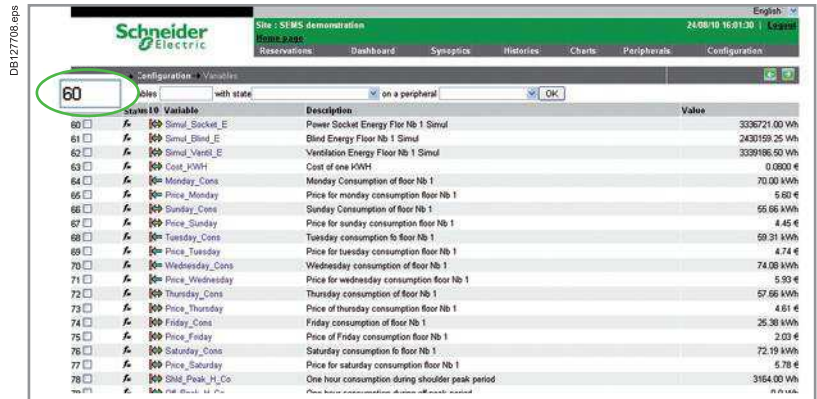 DB127708.eps
English
Schneider Electric
Site : SEMS demonstration
24/08/10 16:01:30 | Logout
Home page
Reservations Dashboard Synoptics Histories Charts Peripherals Configuration
Configuration Variables
60
bles with state on a peripheral OK
Status I O Variable Description Value
60 Simul_Socket_E Power Socket Energy Flor Nb 1 Simul 3336721.00 Wh
61 Simul_Blind_E Blind Energy Floor Nb 1 Simul 2430159.25 Wh
62 Simul_Ventil_E Ventilation Energy Floor Nb 1 Simul 3339186.50 Wh
63 Cost_KWH Cost of one KWH 0.0800 €
64 Monday_Cons Monday Consumption of floor Nb 1 70.00 kWh
65 Price_Monday Price for monday consumption floor Nb 1 5.60 €
66 Sunday_Cons Sunday Consumption of floor Nb 1 55.66 kWh
67 Price_Sunday Price for sunday consumption floor Nb 1 4.45 €
68 Tuesday_Cons Tuesday consumption fo floor Nb 1 59.31 kWh
69 Price_Tuesday Price for tuesday consumption floor Nb 1 4.74 €
70 Wednesday_Cons Wednesday consumption of floor Nb 1 74.08 kWh
71 Price_Wednesday Price for wednesday consumption floor Nb 1 5.93 €
72 Thursday_Cons Thursday consumption of floor Nb 1 57.66 kWh
73 Price_Thursday Price of thursday consumption floor Nb 1 4.61 €
74 Friday_Cons Friday consumption of floor Nb 1 25.38 kWh
75 Price_Friday Price of Friday consumption floor Nb 1 2.03 €
76 Saturday_Cons Saturday consumption fo floor Nb 1 72.19 kWh
77 Price_Saturday Price for saturday consumption floor Nb 1 5.78 €
78 Shld_Peak_H_Co One hour consumption during shoulder peak period 3164.00 Wh